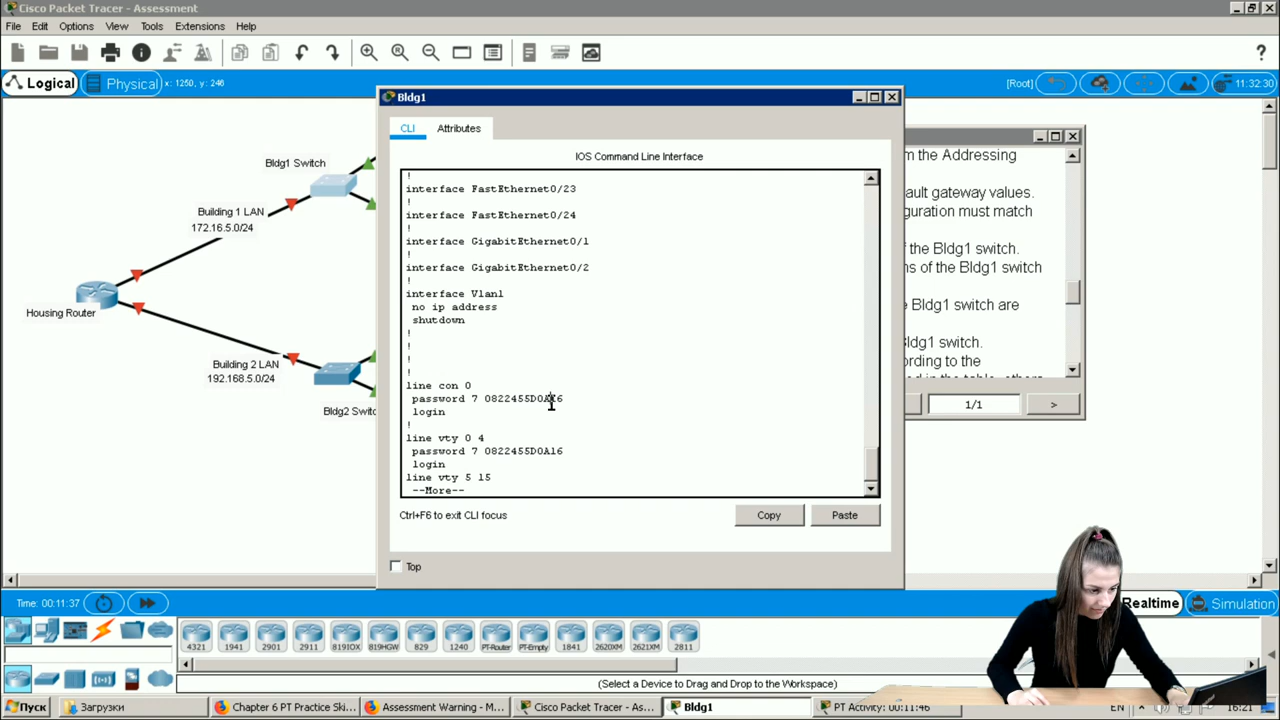 Cisco Packet Tracer - Assessment
File Edit Options View Tools Extensions Help
Logical Physical x: 1250, y: 246 [Root] 11:32:30
Bldg1
CLI Attributes
IOS Command Line Interface
!
interface FastEthernet0/23
!
interface FastEthernet0/24
!
interface GigabitEthernet0/1
!
interface GigabitEthernet0/2
!
interface Vlan1
no ip address
shutdown
!
!
!
!
line con 0
password 7 0822455D0A16
login
!
line vty 0 4
password 7 0822455D0A16
login
line vty 5 15
--More--
Ctrl+F6 to exit CLI focus
Copy Paste
Top
Bldg1 Switch
Building 1 LAN
172.16.5.0/24
Housing Router
Building 2 LAN
192.168.5.0/24
Bldg2 Switc
m the Addressing
ault gateway values.
guration must match
of the Bldg1 switch.
ns of the Bldg1 switch
e Bldg1 switch are
ldg1 switch.
ording to the
1/1 >
Time: 00:11:37 Realtime Simulation
4321 1941 2901 2911 819IOX 819HGW 829 1240 PT-Router PT-Empty 1841 2620XM 2621XM 2811
(Select a Device to Drag and Drop to the Workspace)
Пуск Загрузки Chapter 6 PT Practice Ski... Assessment Warning - M... Cisco Packet Tracer - As... Bldg1 PT Activity: 00:11:46 EN 16:21